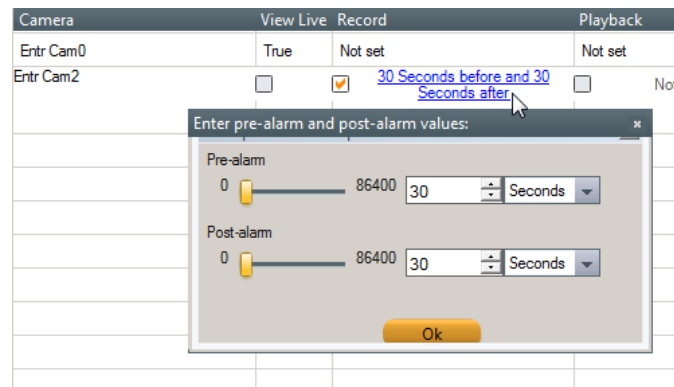 Camera View Live Record Playback
Entr Cam0 True Not set Not set
Entr Cam2 30 Seconds before and 30 No
Seconds after
Enter pre-alarm and post-alarm values:
Pre-alarm
0 86400 30 Seconds
Post-alarm
0 86400 30 Seconds
Ok